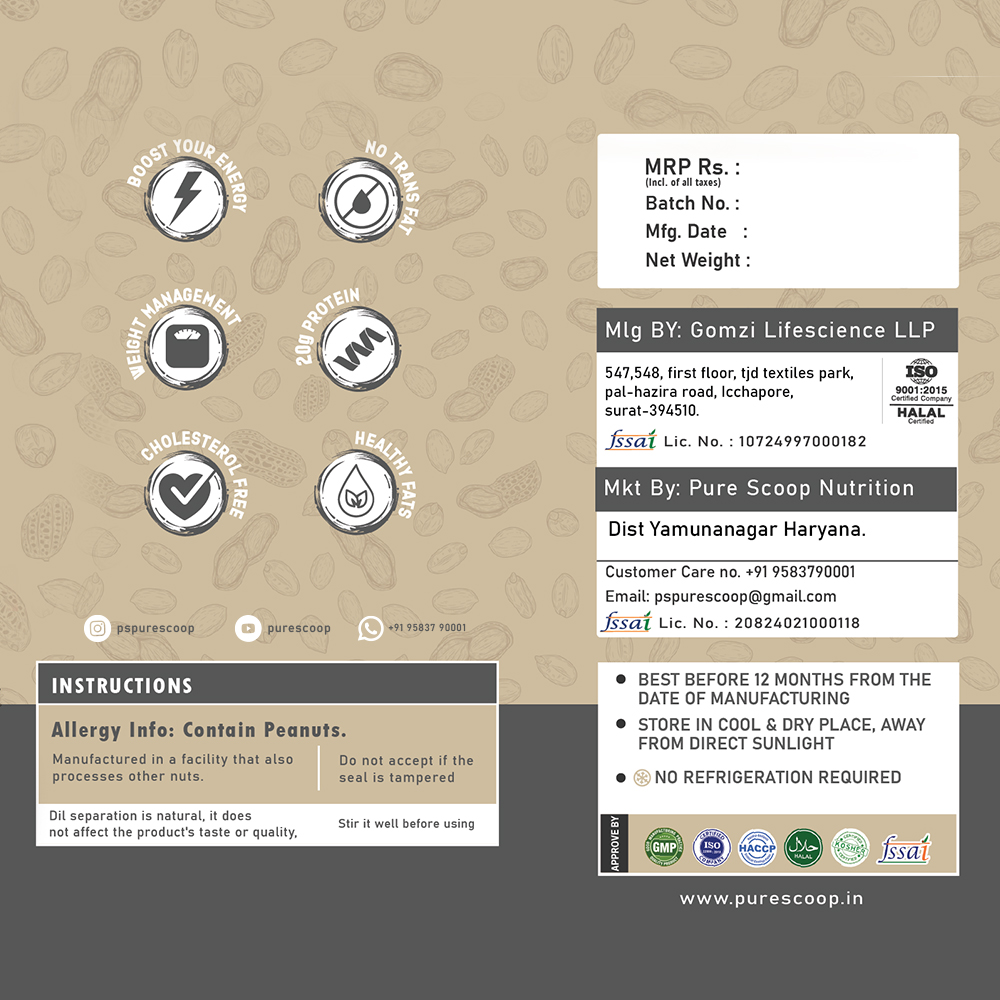 BOOST YOUR ENERGY
NO TRANS FAT
WEIGHT MANAGEMENT
20g PROTEIN
CHOLESTEROL FREE
HEALTHY FATS
pspurescoop
purescoop
+91 95837 90001
INSTRUCTIONS
Allergy Info: Contain Peanuts.
Manufactured in a facility that also
processes other nuts.
Do not accept if the
seal is tampered
Dil separation is natural, it does
not affect the product's taste or quality,
Stir it well before using
MRP Rs. :
(Incl. of all taxes)
Batch No. :
Mfg. Date :
Net Weight :
Mlg BY: Gomzi Lifescience LLP
547,548, first floor, tjd textiles park,
pal-hazira road, Icchapore,
surat-394510.
ISO
9001:2015
Certified Company
HALAL
Certified
fssai Lic. No. : 10724997000182
Mkt By: Pure Scoop Nutrition
Dist Yamunanagar Haryana.
Customer Care no. +91 9583790001
Email: pspurescoop@gmail.com
fssai Lic. No. : 20824021000118
BEST BEFORE 12 MONTHS FROM THE
DATE OF MANUFACTURING
STORE IN COOL & DRY PLACE, AWAY
FROM DIRECT SUNLIGHT
NO REFRIGERATION REQUIRED
APPROVE BY
GMP
CERTIFIED
ISO
COMPANY
HACCP
حلال
HALAL
KOSHER
fssai
www.purescoop.in